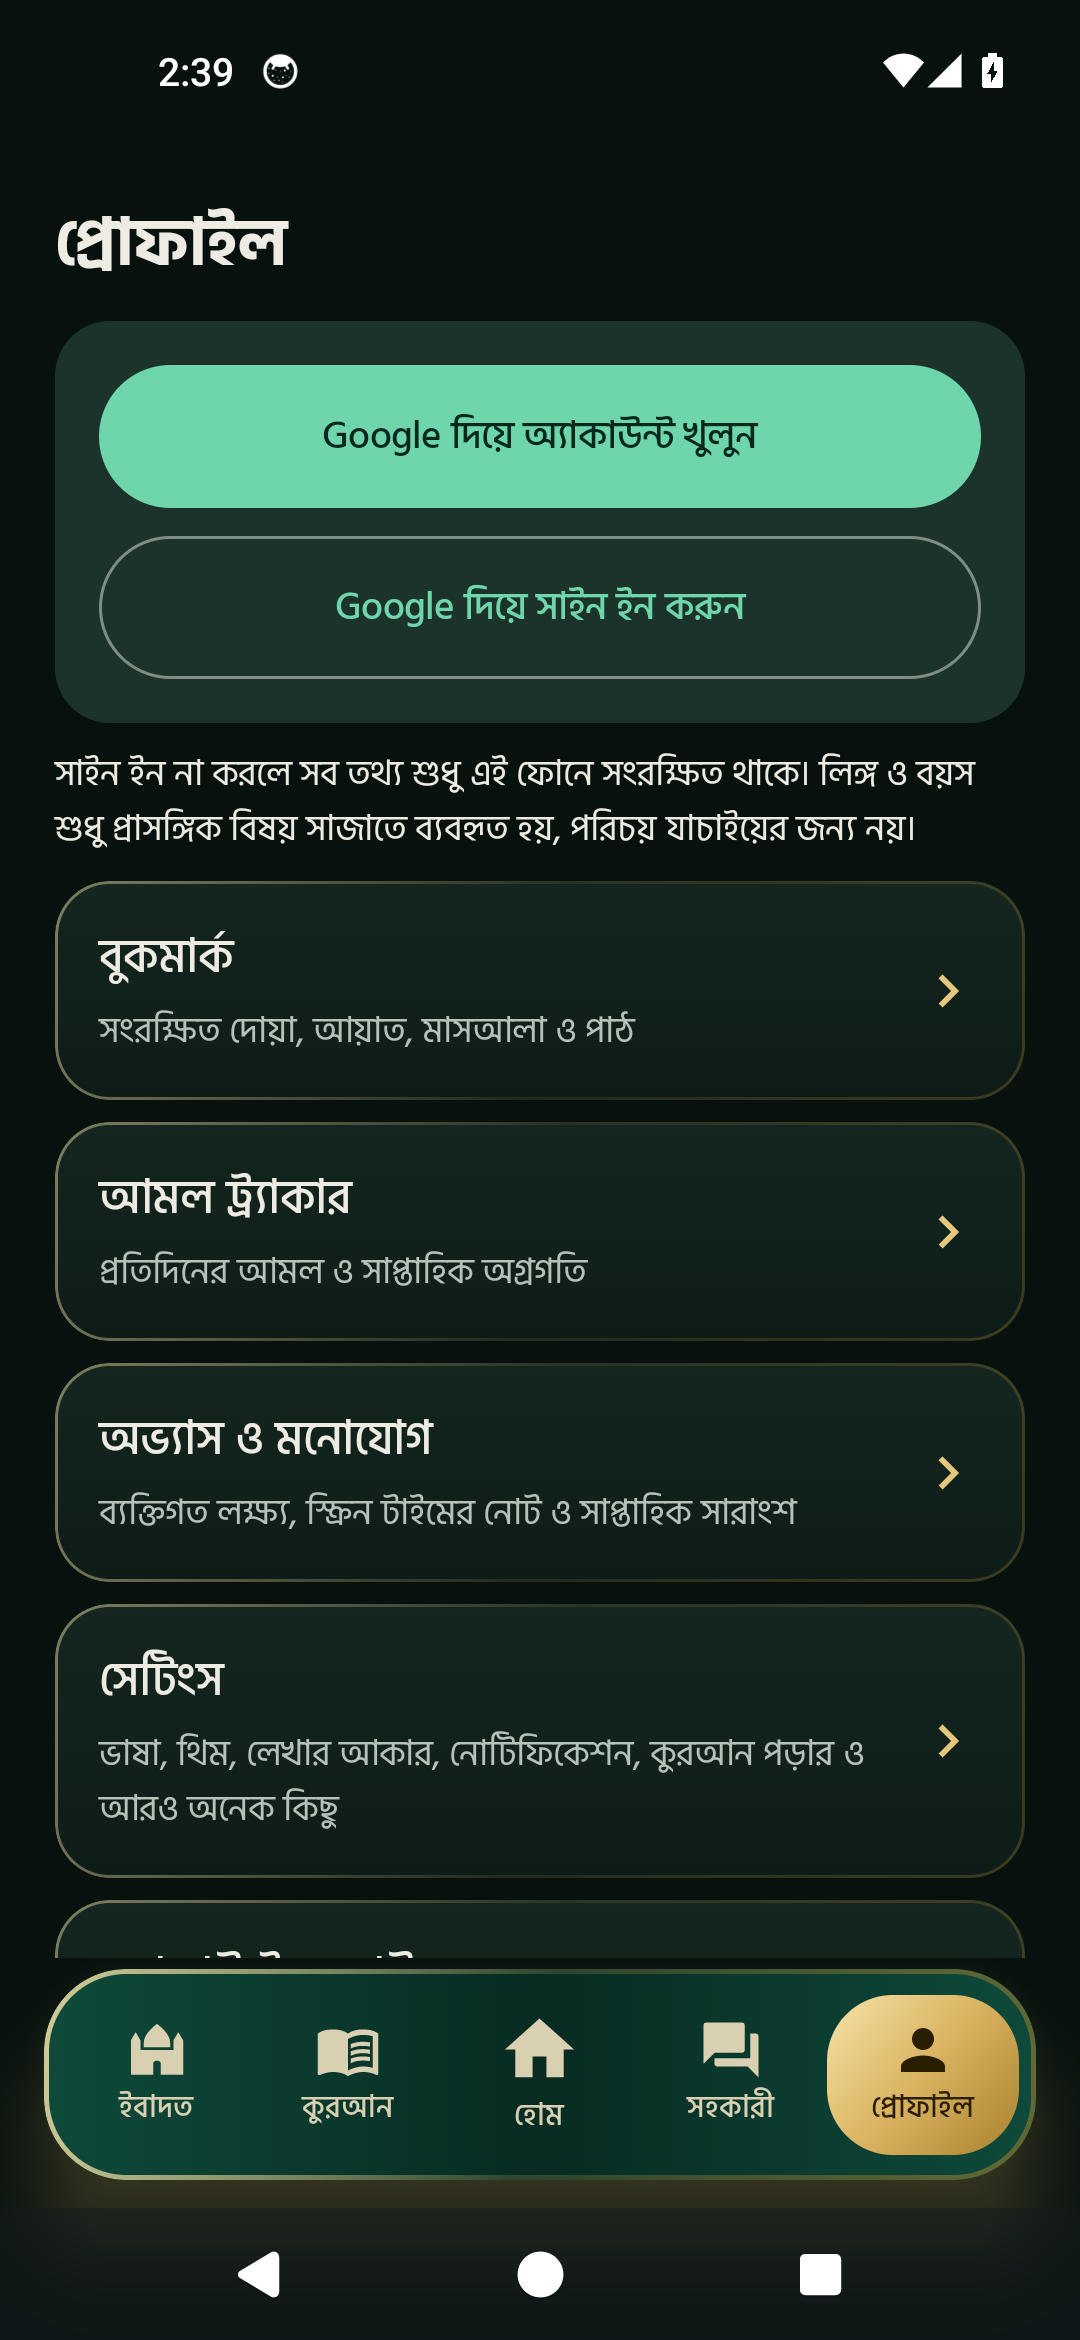 2:39
প্রোফাইল
Google দিয়ে অ্যাকাউন্ট খুলুন
Google দিয়ে সাইন ইন করুন
সাইন ইন না করলে সব তথ্য শুধু এই ফোনে সংরক্ষিত থাকে। লিঙ্গ ও বয়স
শুধু প্রাসঙ্গিক বিষয় সাজাতে ব্যবহৃত হয়, পরিচয় যাচাইয়ের জন্য নয়।
বুকমার্ক
সংরক্ষিত দোয়া, আয়াত, মাসআলা ও পাঠ
আমল ট্র্যাকার
প্রতিদিনের আমল ও সাপ্তাহিক অগ্রগতি
অভ্যাস ও মনোযোগ
ব্যক্তিগত লক্ষ্য, স্ক্রিন টাইমের নোট ও সাপ্তাহিক সারাংশ
সেটিংস
ভাষা, থিম, লেখার আকার, নোটিফিকেশন, কুরআন পড়ার ও
আরও অনেক কিছু
ইবাদত
কুরআন
হোম
সহকারী
প্রোফাইল